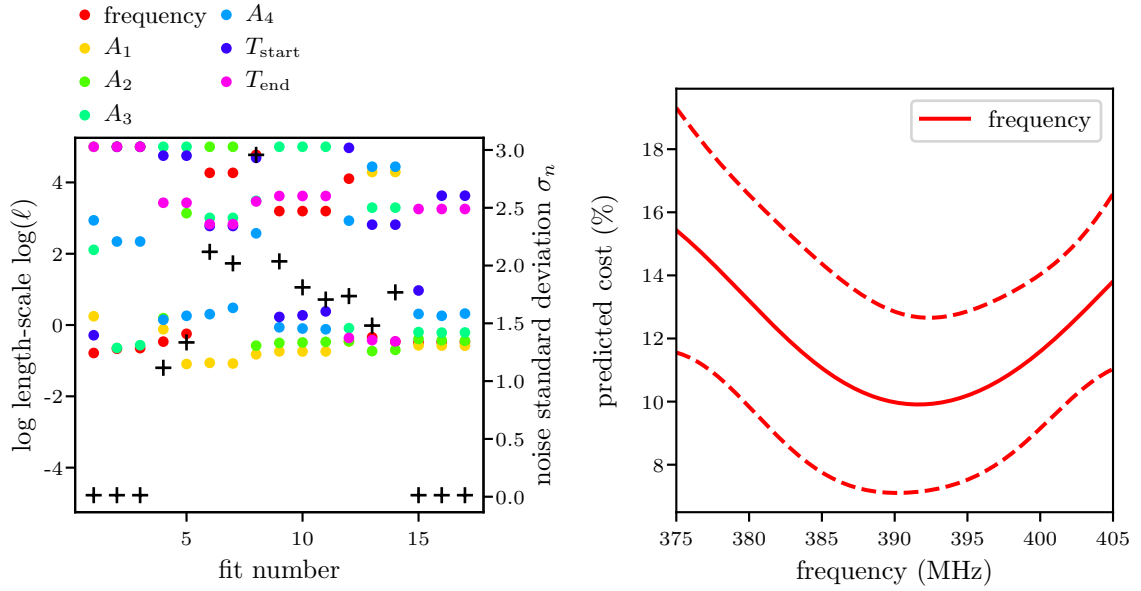 frequency
A₁
A₂
A₃
A₄
T_start
T_end
log length-scale log(ℓ)
4
2
0
-2
-4
5
10
15
fit number
3.0
2.5
2.0
1.5
1.0
0.5
0.0
noise standard deviation σₙ
frequency
predicted cost (%)
18
16
14
12
10
8
375
380
385
390
395
400
405
frequency (MHz)